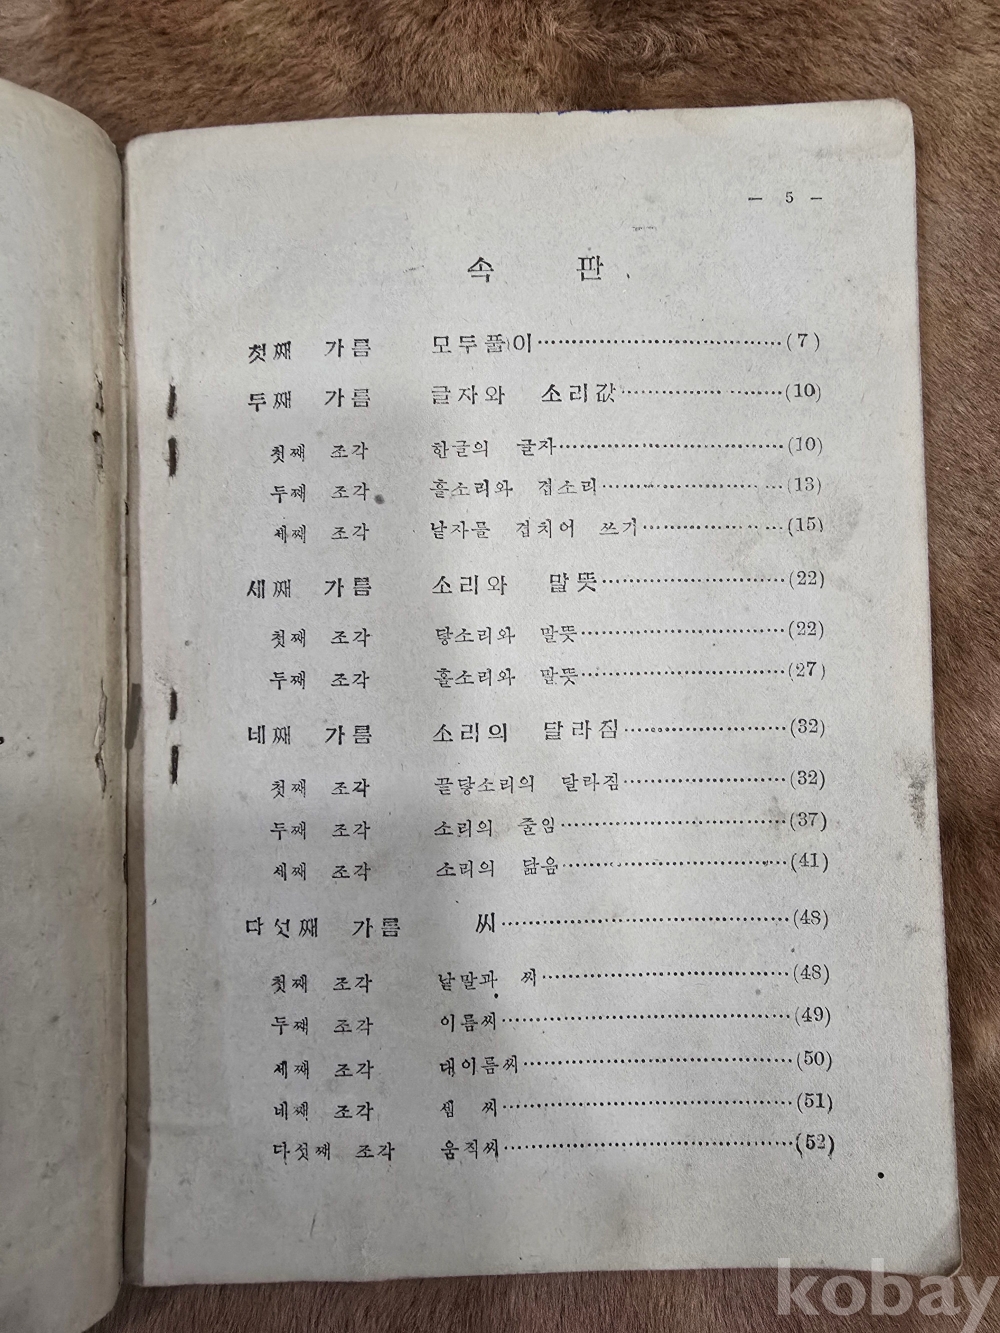 — 5 —
속 판
첫째 가름 모두풀이……………………………(7)
두째 가름 글자와 소리값……………………(10)
첫째 조각 한글의 글자…………………………(10)
두째 조각 홀소리와 겹소리……………………(13)
세째 조각 낱자를 겹치어 쓰기………………(15)
세째 가름 소리와 말뜻………………………(22)
첫째 조각 닿소리와 말뜻………………………(22)
두째 조각 홀소리와 말뜻………………………(27)
네째 가름 소리의 달라짐……………………(32)
첫째 조각 끝닿소리의 달라짐…………………(32)
두째 조각 소리의 줄임…………………………(37)
세째 조각 소리의 닮음…………………………(41)
다섯째 가름 씨…………………………………(48)
첫째 조각 낱말과 씨……………………………(48)
두째 조각 이름씨…………………………………(49)
세째 조각 대이름씨………………………………(50)
네째 조각 셈 씨…………………………………(51)
다섯째 조각 움직씨………………………………(52)
kobay